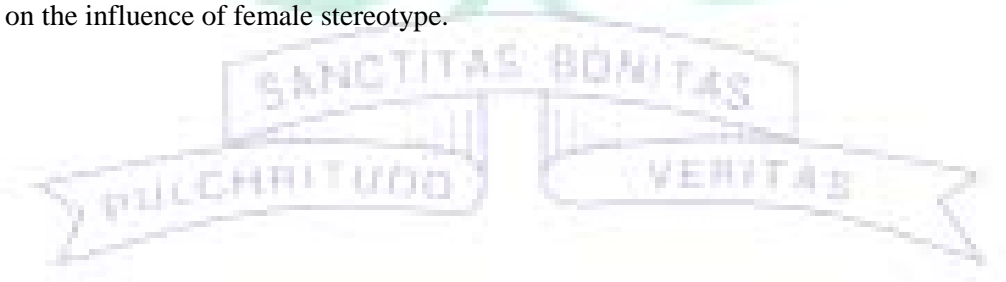 on the influence of female stereotype.
SANCTITAS BONITAS
PULCHRITUDO VERITAS